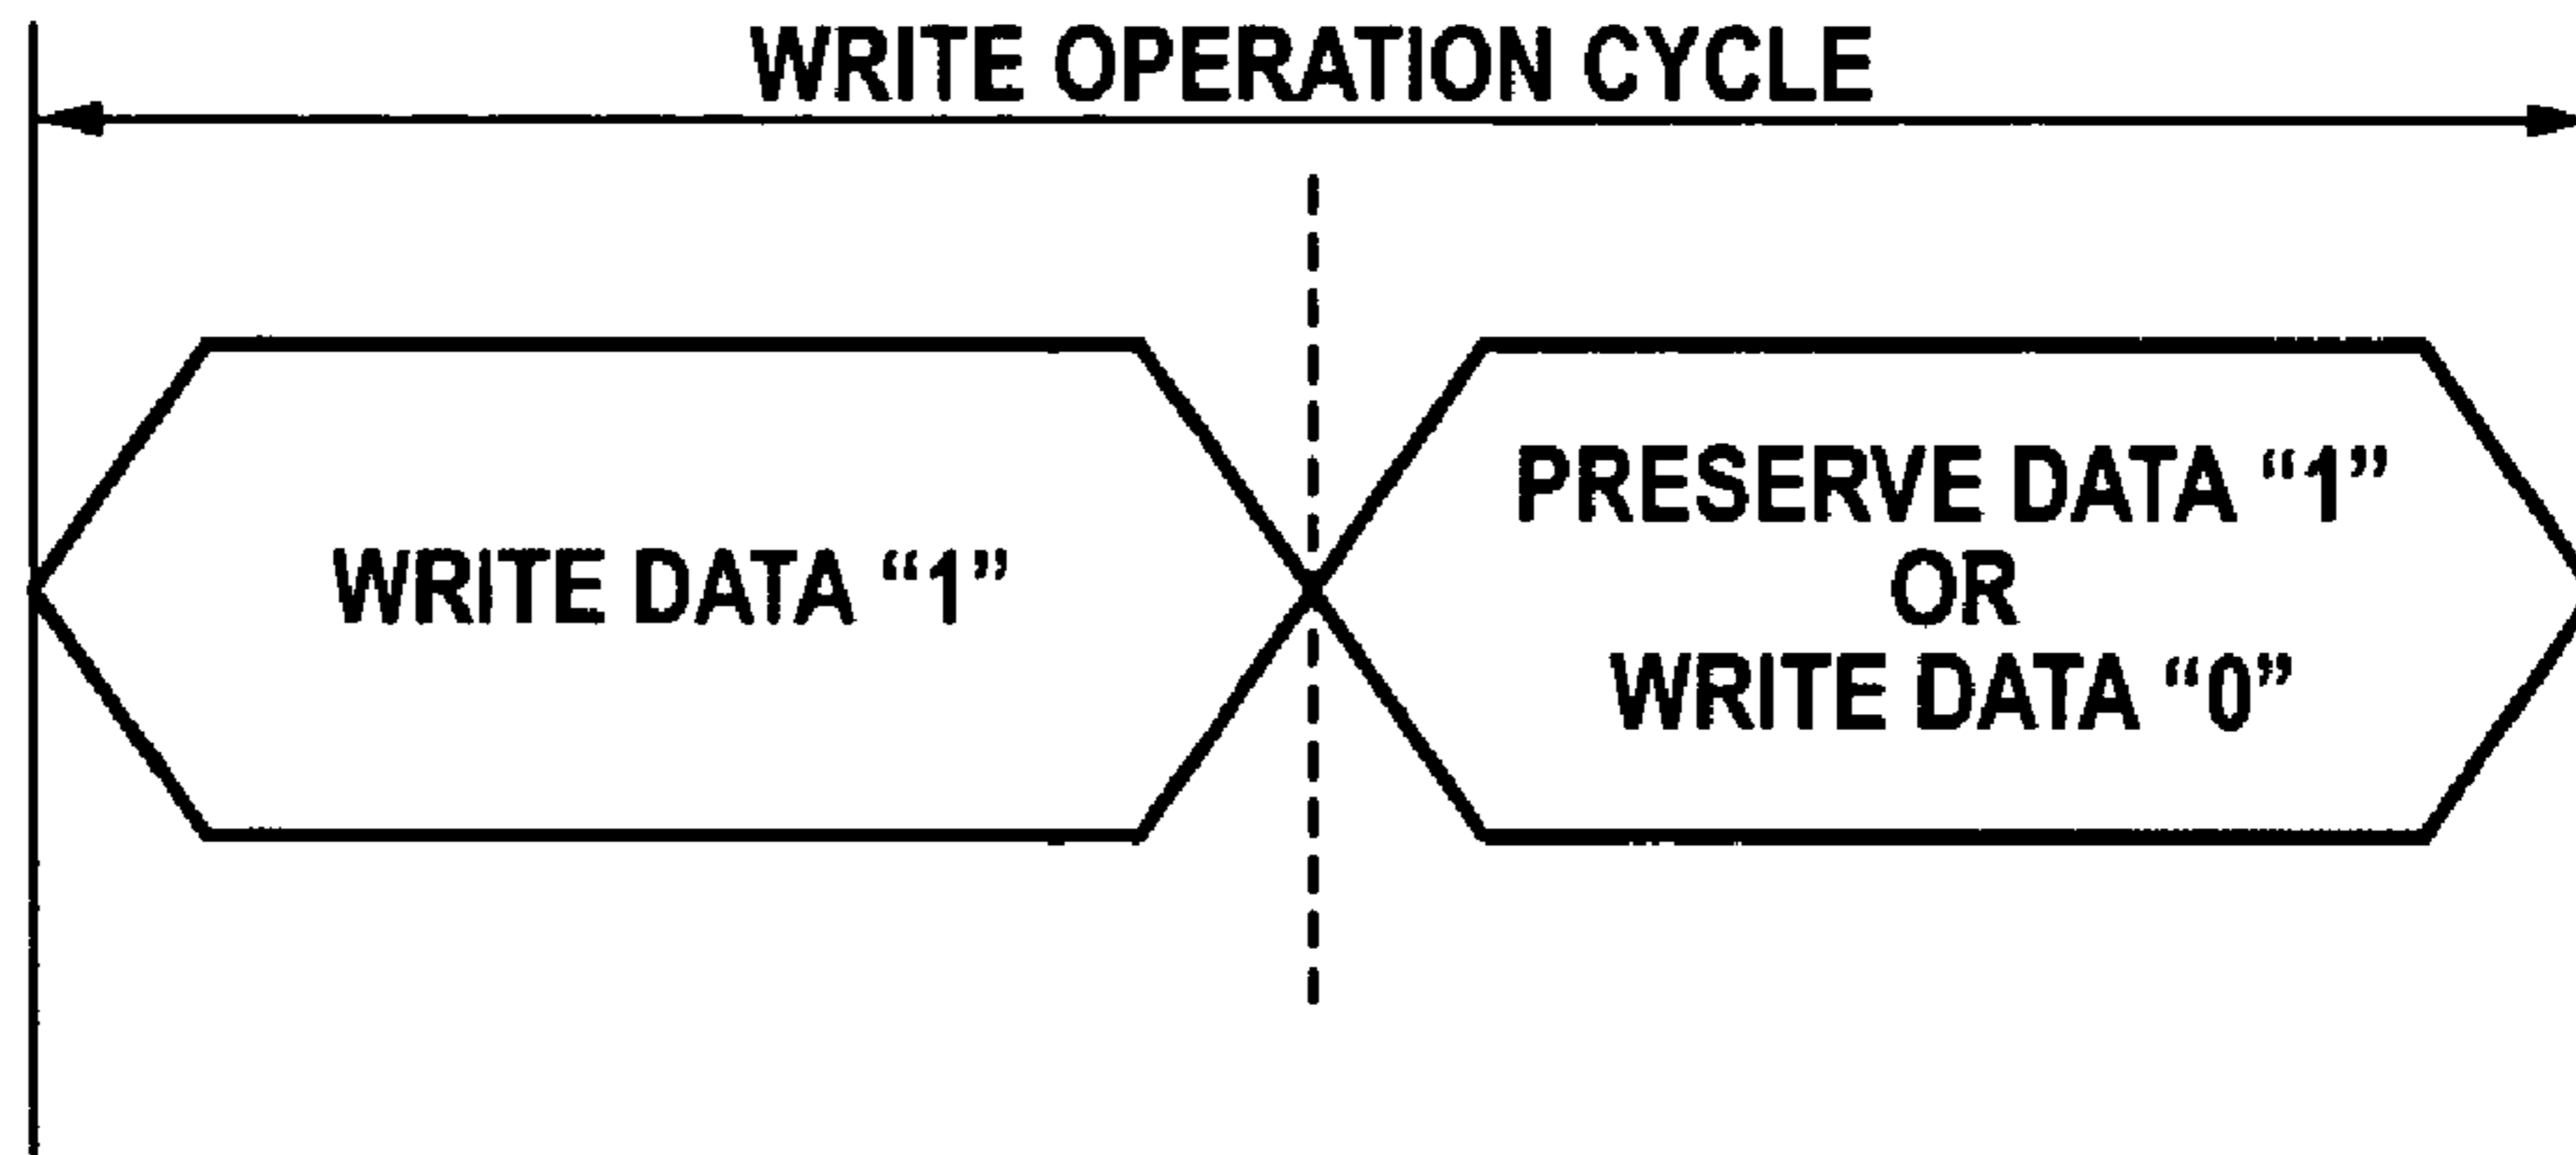 WRITE OPERATION CYCLE
WRITE DATA “1”
PRESERVE DATA “1”
OR
WRITE DATA “0”